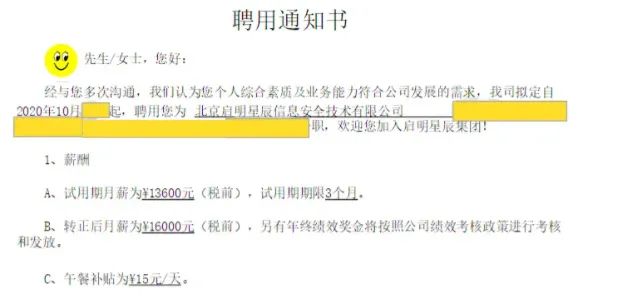 聘用通知书
先生/女士，您好：
经与您多次沟通，我们认为您个人综合素质及业务能力符合公司发展的需求，我司拟定自
2020年10月 起，聘用您为 北京启明星辰信息安全技术有限公司
职，欢迎您加入启明星辰集团！
1、薪酬
A、试用期月薪为¥13600元（税前），试用期期限3个月。
B、转正后月薪为¥16000元（税前），另有年终绩效奖金将按照公司绩效考核政策进行考核
和发放。
C、午餐补贴为¥15元/天。